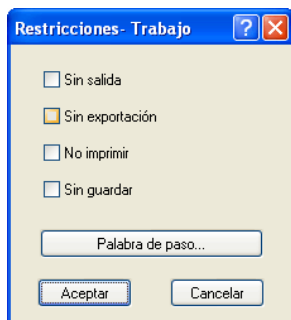 Restricciones- Trabajo
Sin salida
Sin exportación
No imprimir
Sin guardar
Palabra de paso...
Aceptar Cancelar